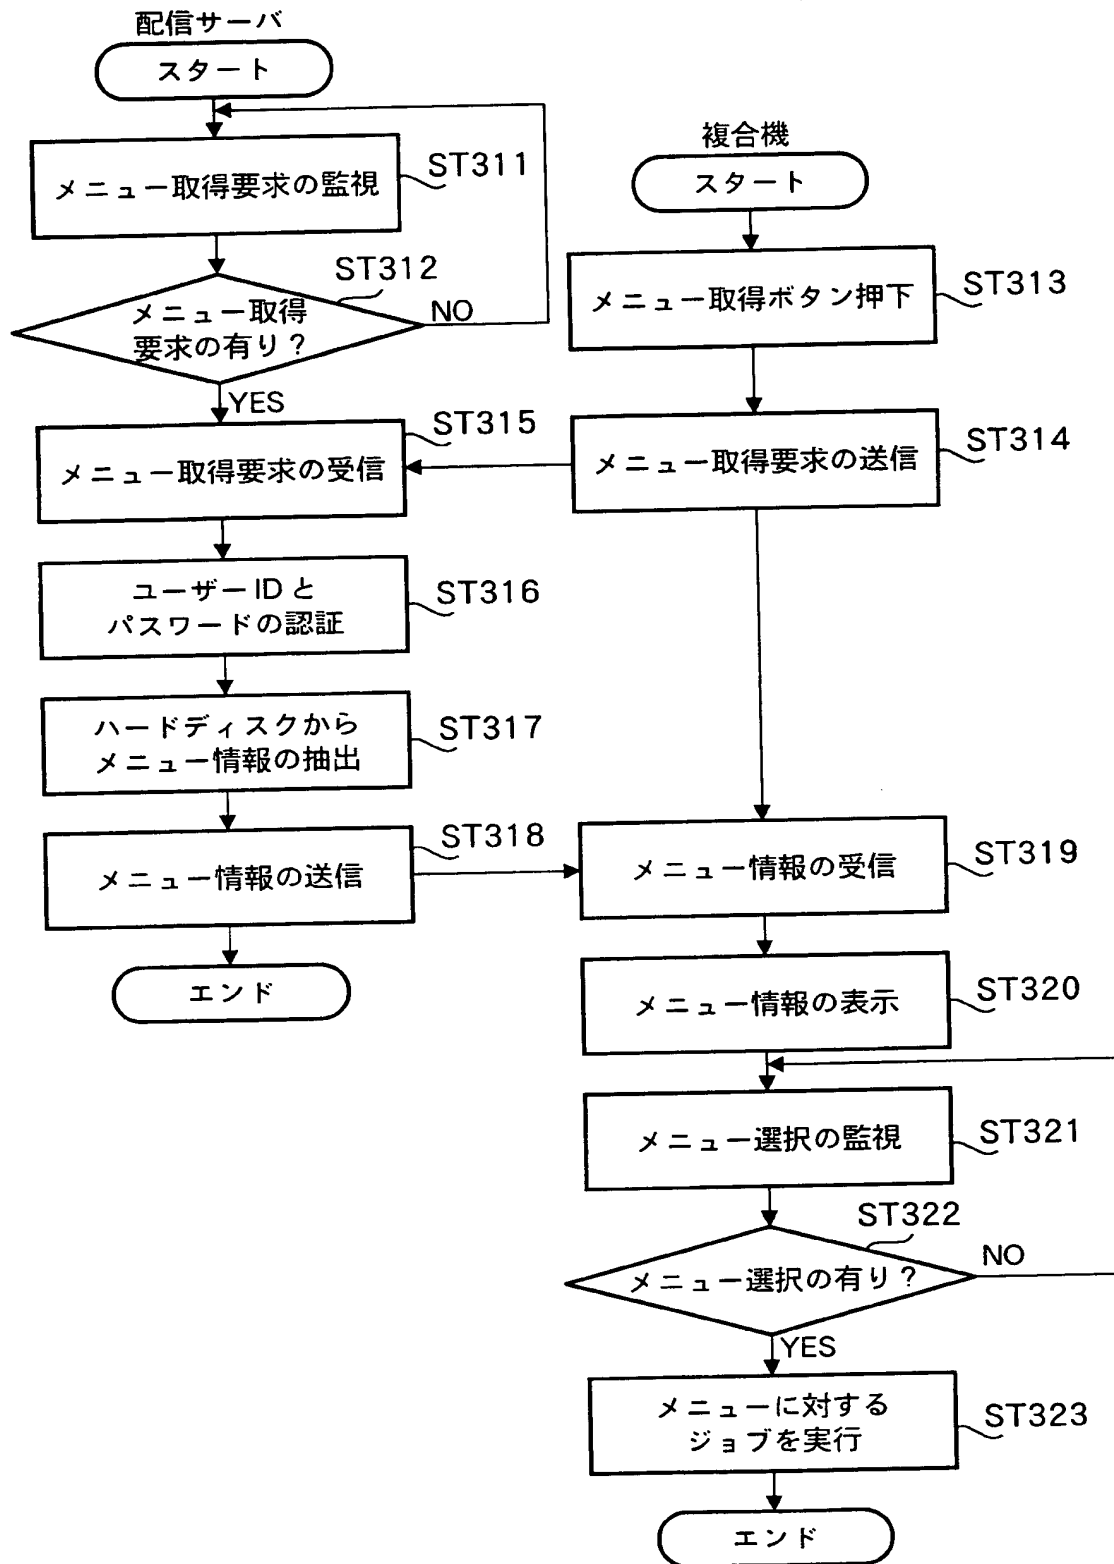 配信サーバ
スタート
メニュー取得要求の監視
ST311
メニュー取得
要求の有り？
ST312
NO
YES
複合機
スタート
メニュー取得ボタン押下
ST313
メニュー取得要求の送信
ST314
メニュー取得要求の受信
ST315
ユーザーIDと
パスワードの認証
ST316
ハードディスクから
メニュー情報の抽出
ST317
メニュー情報の送信
ST318
エンド
メニュー情報の受信
ST319
メニュー情報の表示
ST320
メニュー選択の監視
ST321
メニュー選択の有り？
ST322
NO
YES
メニューに対する
ジョブを実行
ST323
エンド